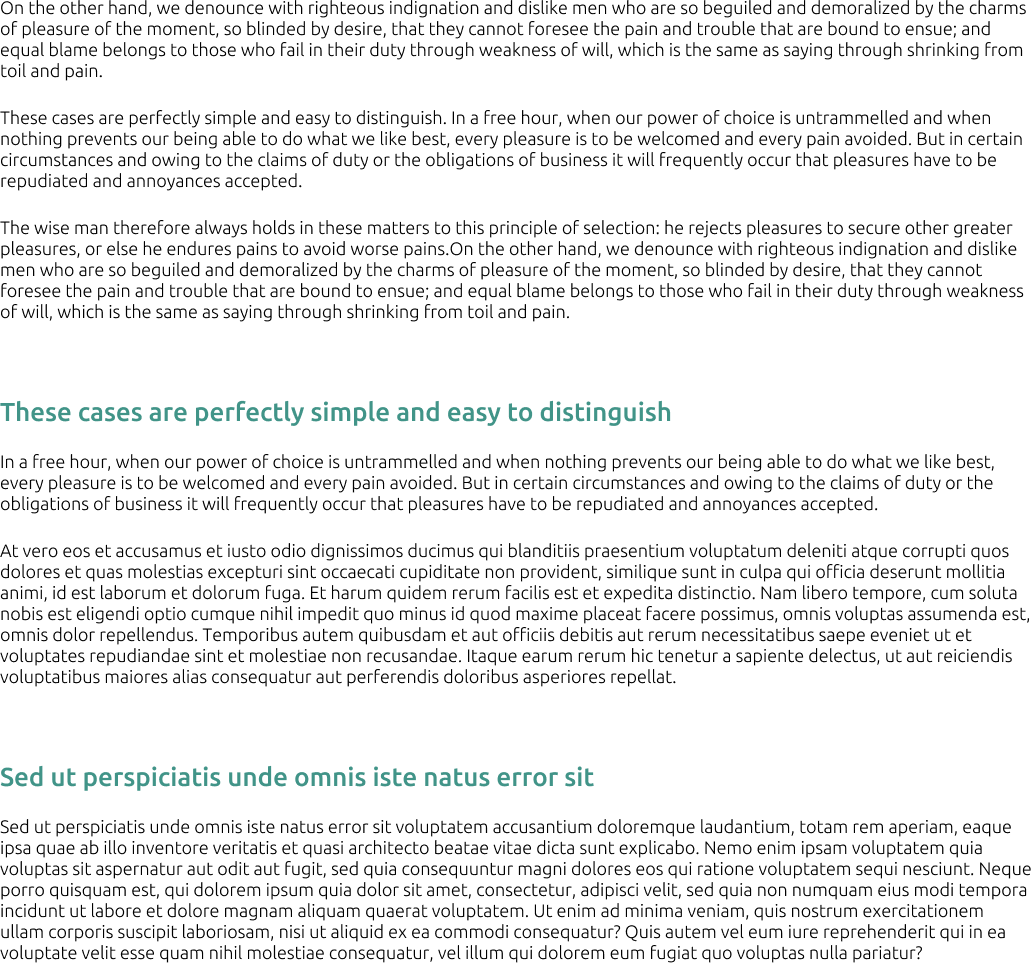 On the other hand, we denounce with righteous indignation and dislike men who are so beguiled and demoralized by the charms
of pleasure of the moment, so blinded by desire, that they cannot foresee the pain and trouble that are bound to ensue; and
equal blame belongs to those who fail in their duty through weakness of will, which is the same as saying through shrinking from
toil and pain.
These cases are perfectly simple and easy to distinguish. In a free hour, when our power of choice is untrammelled and when
nothing prevents our being able to do what we like best, every pleasure is to be welcomed and every pain avoided. But in certain
circumstances and owing to the claims of duty or the obligations of business it will frequently occur that pleasures have to be
repudiated and annoyances accepted.
The wise man therefore always holds in these matters to this principle of selection: he rejects pleasures to secure other greater
pleasures, or else he endures pains to avoid worse pains.On the other hand, we denounce with righteous indignation and dislike
men who are so beguiled and demoralized by the charms of pleasure of the moment, so blinded by desire, that they cannot
foresee the pain and trouble that are bound to ensue; and equal blame belongs to those who fail in their duty through weakness
of will, which is the same as saying through shrinking from toil and pain.
These cases are perfectly simple and easy to distinguish
In a free hour, when our power of choice is untrammelled and when nothing prevents our being able to do what we like best,
every pleasure is to be welcomed and every pain avoided. But in certain circumstances and owing to the claims of duty or the
obligations of business it will frequently occur that pleasures have to be repudiated and annoyances accepted.
At vero eos et accusamus et iusto odio dignissimos ducimus qui blanditiis praesentium voluptatum deleniti atque corrupti quos
dolores et quas molestias excepturi sint occaecati cupiditate non provident, similique sunt in culpa qui officia deserunt mollitia
animi, id est laborum et dolorum fuga. Et harum quidem rerum facilis est et expedita distinctio. Nam libero tempore, cum soluta
nobis est eligendi optio cumque nihil impedit quo minus id quod maxime placeat facere possimus, omnis voluptas assumenda est,
omnis dolor repellendus. Temporibus autem quibusdam et aut officiis debitis aut rerum necessitatibus saepe eveniet ut et
voluptates repudiandae sint et molestiae non recusandae. Itaque earum rerum hic tenetur a sapiente delectus, ut aut reiciendis
voluptatibus maiores alias consequatur aut perferendis doloribus asperiores repellat.
Sed ut perspiciatis unde omnis iste natus error sit
Sed ut perspiciatis unde omnis iste natus error sit voluptatem accusantium doloremque laudantium, totam rem aperiam, eaque
ipsa quae ab illo inventore veritatis et quasi architecto beatae vitae dicta sunt explicabo. Nemo enim ipsam voluptatem quia
voluptas sit aspernatur aut odit aut fugit, sed quia consequuntur magni dolores eos qui ratione voluptatem sequi nesciunt. Neque
porro quisquam est, qui dolorem ipsum quia dolor sit amet, consectetur, adipisci velit, sed quia non numquam eius modi tempora
incidunt ut labore et dolore magnam aliquam quaerat voluptatem. Ut enim ad minima veniam, quis nostrum exercitationem
ullam corporis suscipit laboriosam, nisi ut aliquid ex ea commodi consequatur? Quis autem vel eum iure reprehenderit qui in ea
voluptate velit esse quam nihil molestiae consequatur, vel illum qui dolorem eum fugiat quo voluptas nulla pariatur?